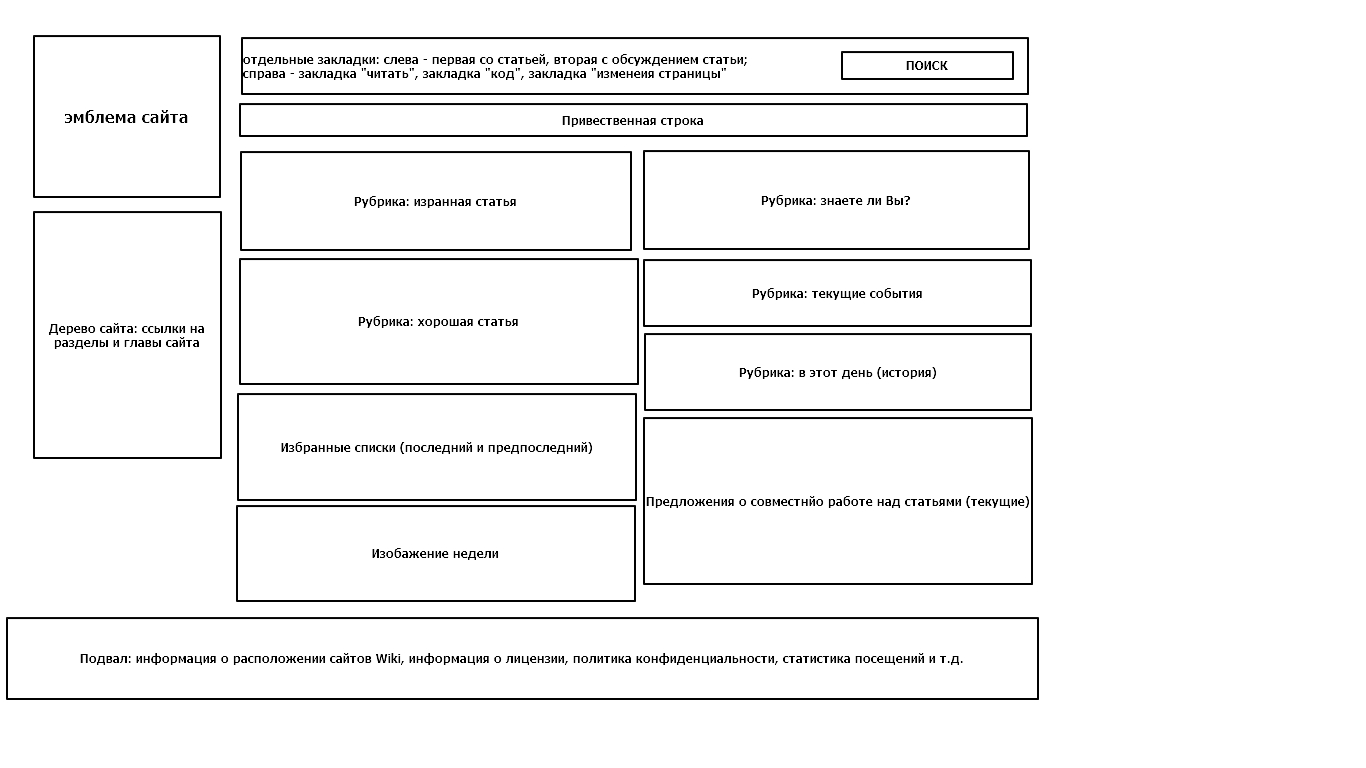 эмблема сайта
отдельные закладки: слева - первая со статьей, вторая с обсуждением статьи;
справа - закладка "читать", закладка "код", закладка "изменеия страницы"
ПОИСК
Привественная строка
Рубрика: изранная статья
Рубрика: знаете ли Вы?
Дерево сайта: ссылки на
разделы и главы сайта
Рубрика: хорошая статья
Рубрика: текущие события
Рубрика: в этот день (история)
Избранные списки (последний и предпоследний)
Предложения о совместнйо работе над статьями (текущие)
Изобажение недели
Подвал: информация о расположении сайтов Wiki, информация о лицензии, политика конфиденциальности, статистика посещений и т.д.